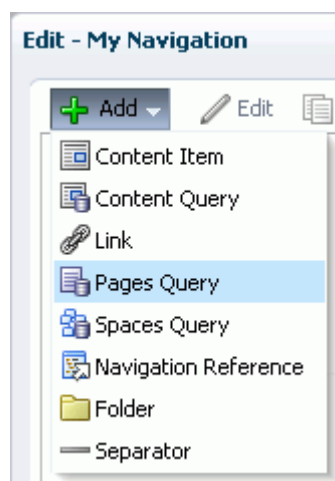 Edit - My Navigation
Add
Edit
Content Item
Content Query
Link
Pages Query
Spaces Query
Navigation Reference
Folder
Separator